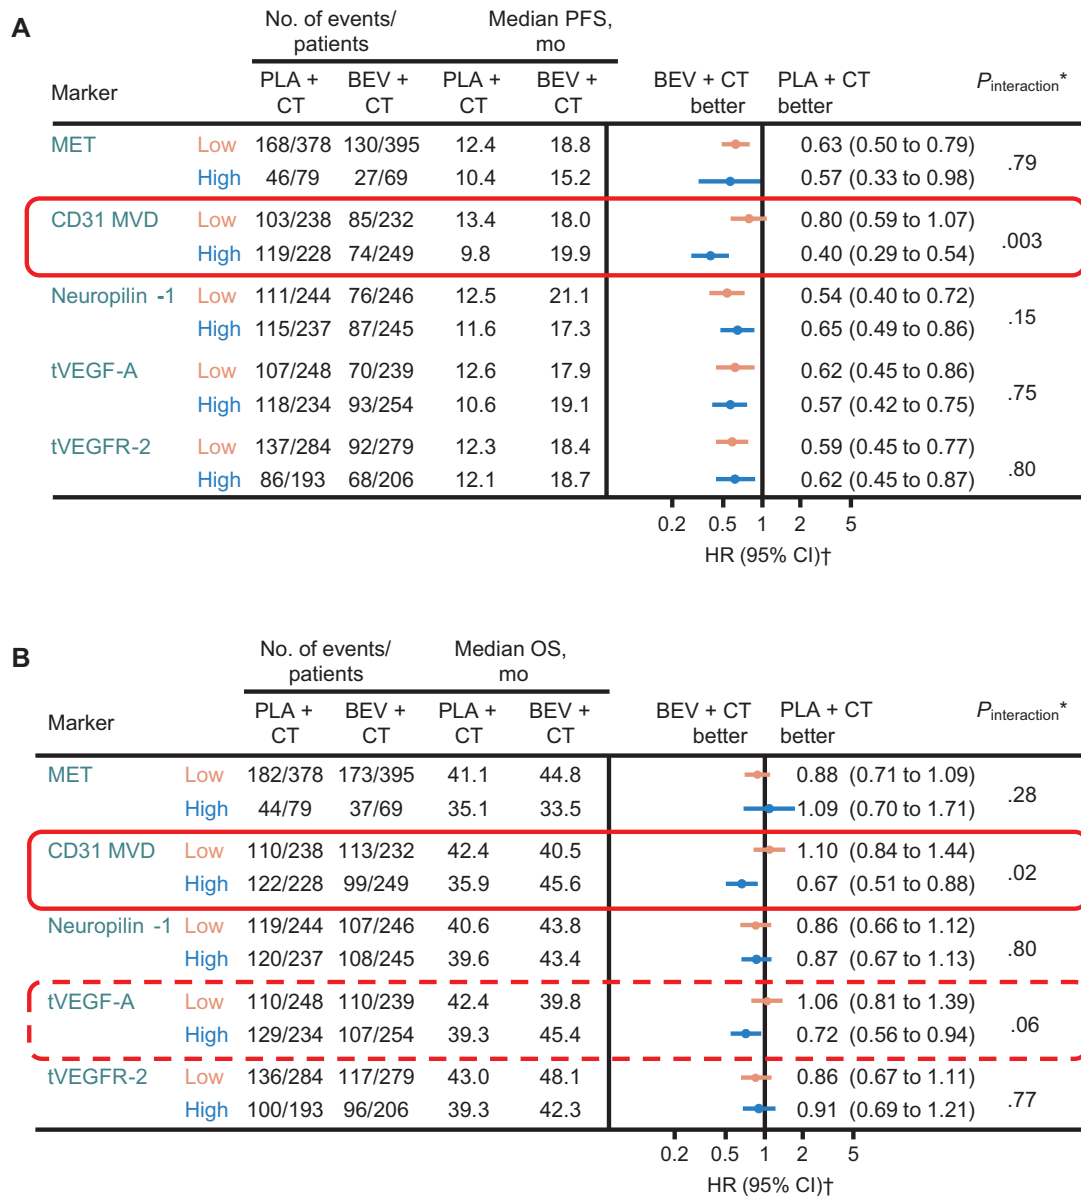 A
No. of events/ patients Median PFS, mo
Marker PLA + CT BEV + CT PLA + CT BEV + CT BEV + CT better PLA + CT better Pinteraction*
MET Low 168/378 130/395 12.4 18.8 0.63 (0.50 to 0.79) .79
High 46/79 27/69 10.4 15.2 0.57 (0.33 to 0.98)
CD31 MVD Low 103/238 85/232 13.4 18.0 0.80 (0.59 to 1.07) .003
High 119/228 74/249 9.8 19.9 0.40 (0.29 to 0.54)
Neuropilin -1 Low 111/244 76/246 12.5 21.1 0.54 (0.40 to 0.72) .15
High 115/237 87/245 11.6 17.3 0.65 (0.49 to 0.86)
tVEGF-A Low 107/248 70/239 12.6 17.9 0.62 (0.45 to 0.86) .75
High 118/234 93/254 10.6 19.1 0.57 (0.42 to 0.75)
tVEGFR-2 Low 137/284 92/279 12.3 18.4 0.59 (0.45 to 0.77) .80
High 86/193 68/206 12.1 18.7 0.62 (0.45 to 0.87)
0.2 0.5 1 2 5
HR (95% CI)†
B
No. of events/ patients Median OS, mo
Marker PLA + CT BEV + CT PLA + CT BEV + CT BEV + CT better PLA + CT better Pinteraction*
MET Low 182/378 173/395 41.1 44.8 0.88 (0.71 to 1.09) .28
High 44/79 37/69 35.1 33.5 1.09 (0.70 to 1.71)
CD31 MVD Low 110/238 113/232 42.4 40.5 1.10 (0.84 to 1.44) .02
High 122/228 99/249 35.9 45.6 0.67 (0.51 to 0.88)
Neuropilin -1 Low 119/244 107/246 40.6 43.8 0.86 (0.66 to 1.12) .80
High 120/237 108/245 39.6 43.4 0.87 (0.67 to 1.13)
tVEGF-A Low 110/248 110/239 42.4 39.8 1.06 (0.81 to 1.39) .06
High 129/234 107/254 39.3 45.4 0.72 (0.56 to 0.94)
tVEGFR-2 Low 136/284 117/279 43.0 48.1 0.86 (0.67 to 1.11) .77
High 100/193 96/206 39.3 42.3 0.91 (0.69 to 1.21)
0.2 0.5 1 2 5
HR (95% CI)†